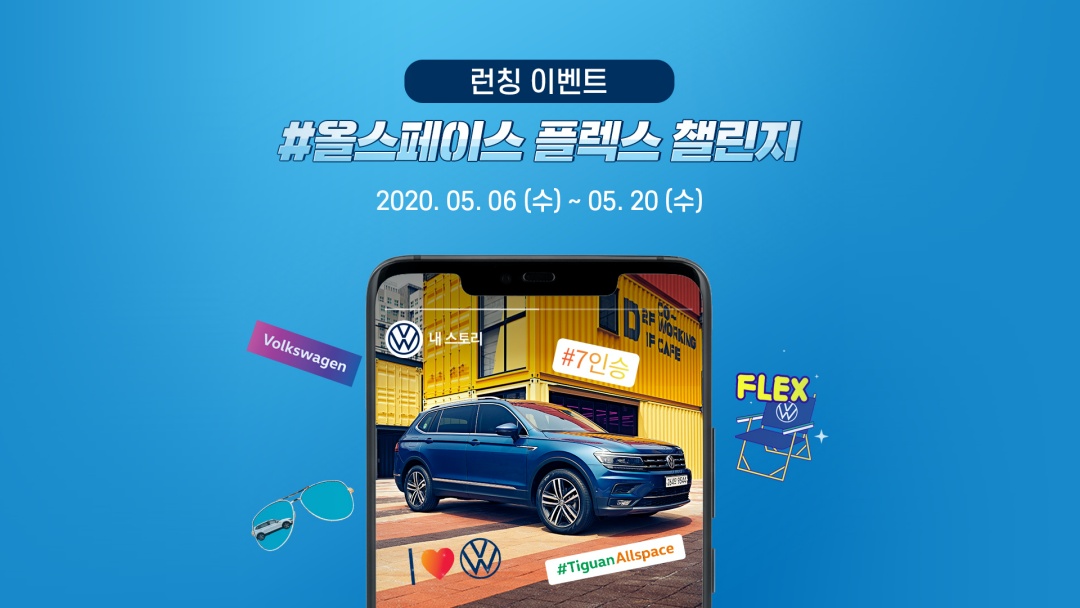 런칭 이벤트
#올스페이스 플렉스 챌린지
2020. 05. 06 (수) ~ 05. 20 (수)
내 스토리
Volkswagen
#7인승
CO-
WORKING
CAFE
FLEX
I
#TiguanAllspace